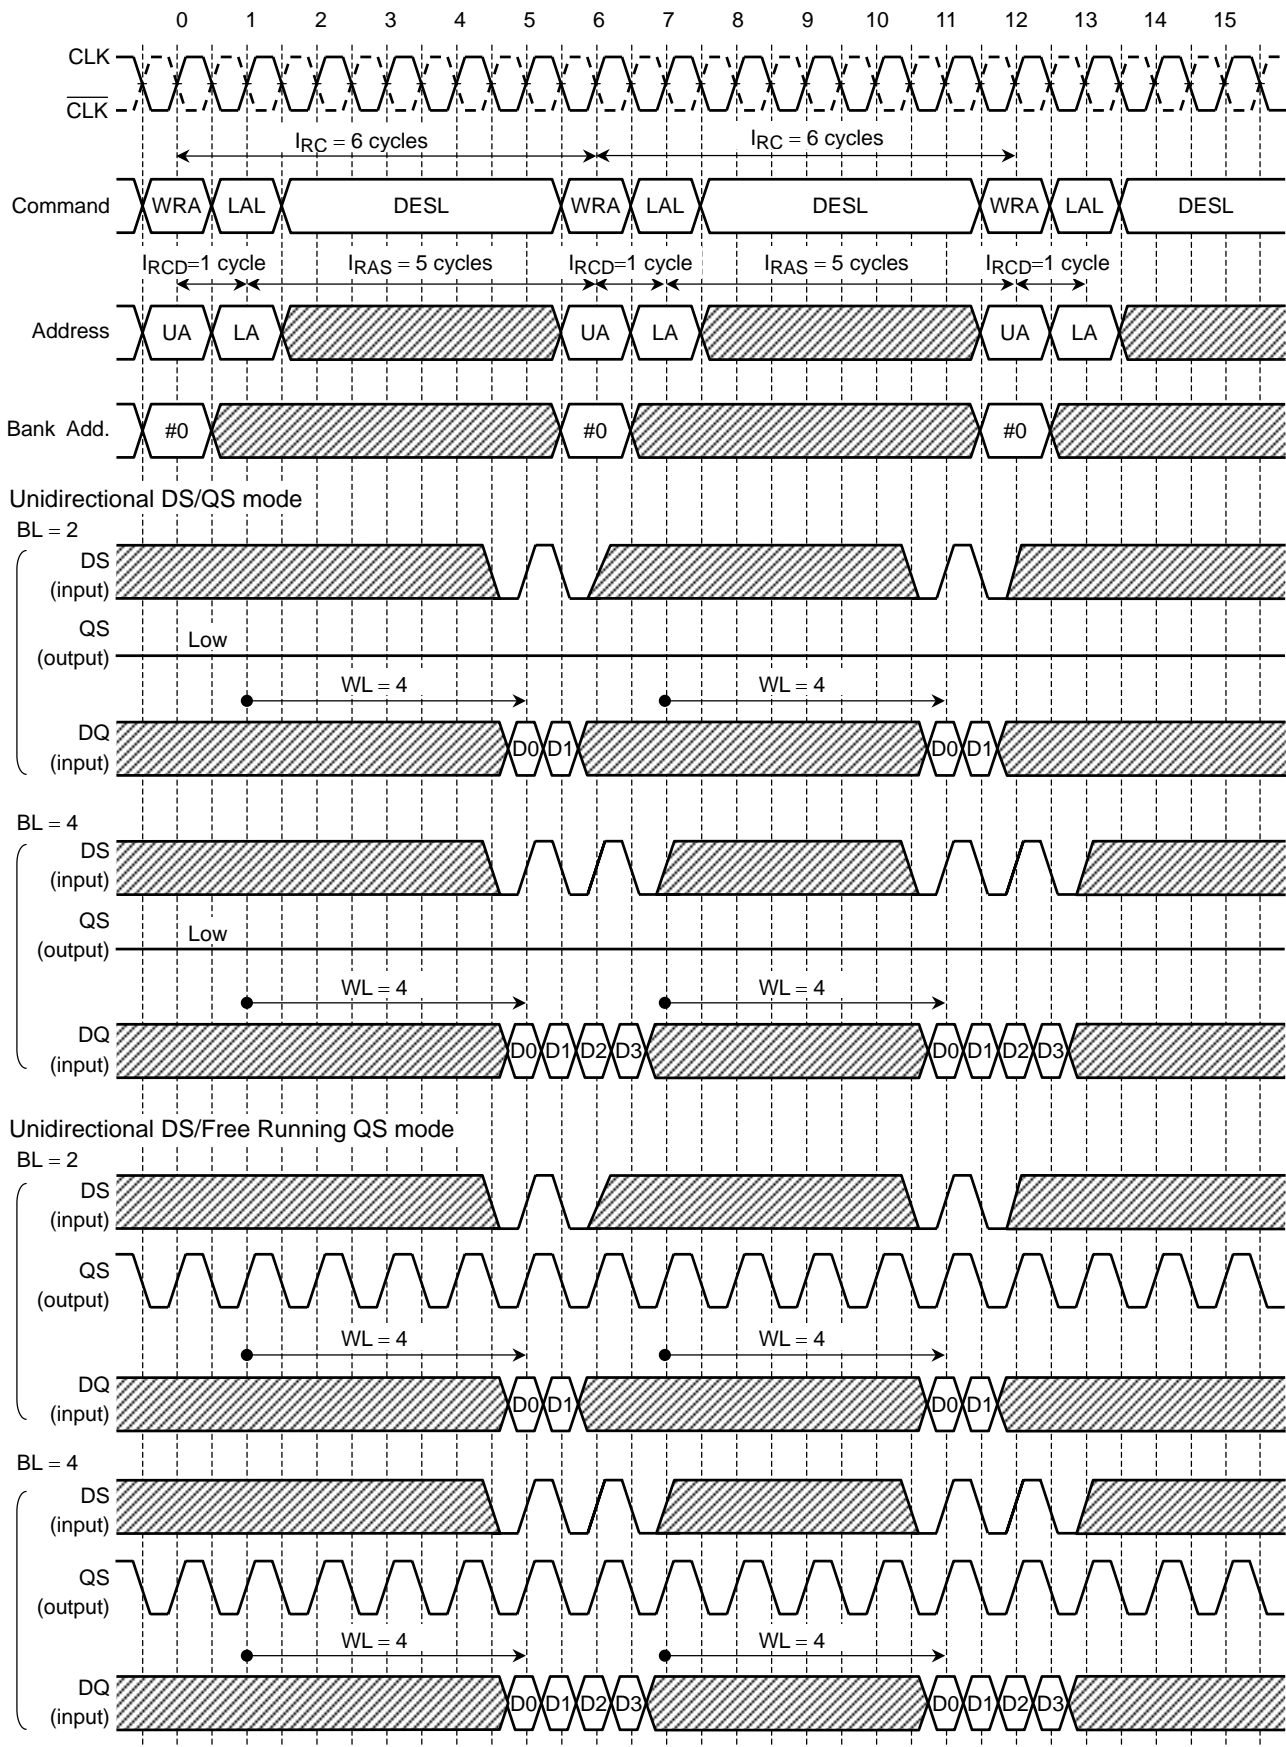 0 1 2 3 4 5 6 7 8 9 10 11 12 13 14 15
CLK
CLK
IRC = 6 cycles IRC = 6 cycles
Command WRA LAL DESL WRA LAL DESL WRA LAL DESL
IRCD=1 cycle IRAS = 5 cycles IRCD=1 cycle IRAS = 5 cycles IRCD=1 cycle
Address UA LA UA LA UA LA
Bank Add. #0 #0 #0
Unidirectional DS/QS mode
BL = 2
DS
(input)
QS
(output) Low
WL = 4 WL = 4
DQ
(input) D0 D1 D0 D1
BL = 4
DS
(input)
QS
(output) Low
WL = 4 WL = 4
DQ
(input) D0 D1 D2 D3 D0 D1 D2 D3
Unidirectional DS/Free Running QS mode
BL = 2
DS
(input)
QS
(output)
WL = 4 WL = 4
DQ
(input) D0 D1 D0 D1
BL = 4
DS
(input)
QS
(output)
WL = 4 WL = 4
DQ
(input) D0 D1 D2 D3 D0 D1 D2 D3